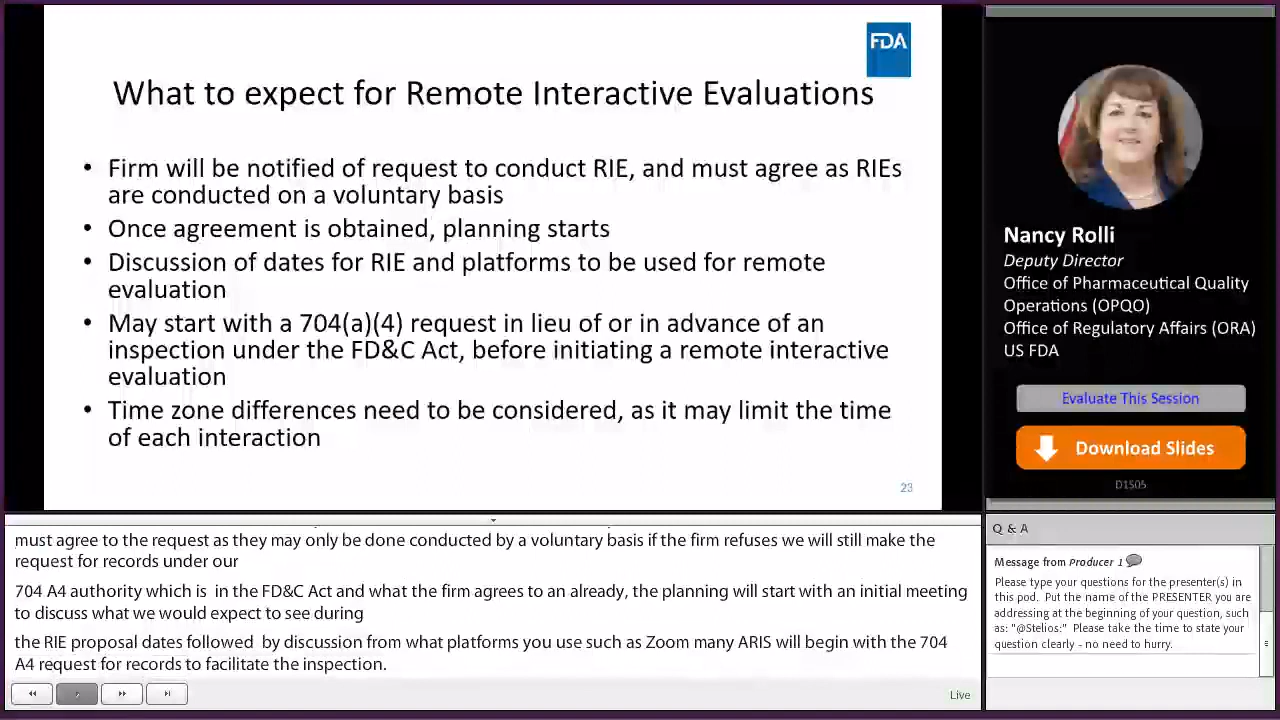 FDA
What to expect for Remote Interactive Evaluations
• Firm will be notified of request to conduct RIE, and must agree as RIEs
are conducted on a voluntary basis
• Once agreement is obtained, planning starts
• Discussion of dates for RIE and platforms to be used for remote
evaluation
• May start with a 704(a)(4) request in lieu of or in advance of an
inspection under the FD&C Act, before initiating a remote interactive
evaluation
• Time zone differences need to be considered, as it may limit the time
of each interaction
23
Nancy Rolli
Deputy Director
Office of Pharmaceutical Quality
Operations (OPQO)
Office of Regulatory Affairs (ORA)
US FDA
Evaluate This Session
Download Slides
D1505
must agree to the request as they may only be done conducted by a voluntary basis if the firm refuses we will still make the
request for records under our
704 A4 authority which is in the FD&C Act and what the firm agrees to an already, the planning will start with an initial meeting
to discuss what we would expect to see during
the RIE proposal dates followed by discussion from what platforms you use such as Zoom many ARIS will begin with the 704
A4 request for records to facilitate the inspection.
Live
Q & A
Message from Producer 1
Please type your questions for the presenter(s) in
this pod. Put the name of the PRESENTER you are
addressing at the beginning of your question, such
as: "@Stelios:" Please take the time to state your
question clearly - no need to hurry.